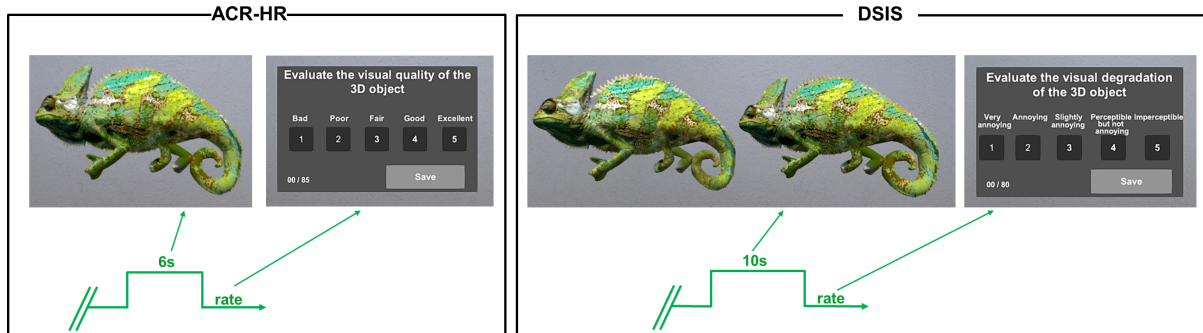 ACR-HR
Evaluate the visual quality of the
3D object
Bad Poor Fair Good Excellent
1 2 3 4 5
00 / 85
Save
6s
rate
DSIS
Evaluate the visual degradation
of the 3D object
Very annoying Annoying Slightly annoying Perceptible but not annoying Imperceptible
1 2 3 4 5
00 / 80
Save
10s
rate